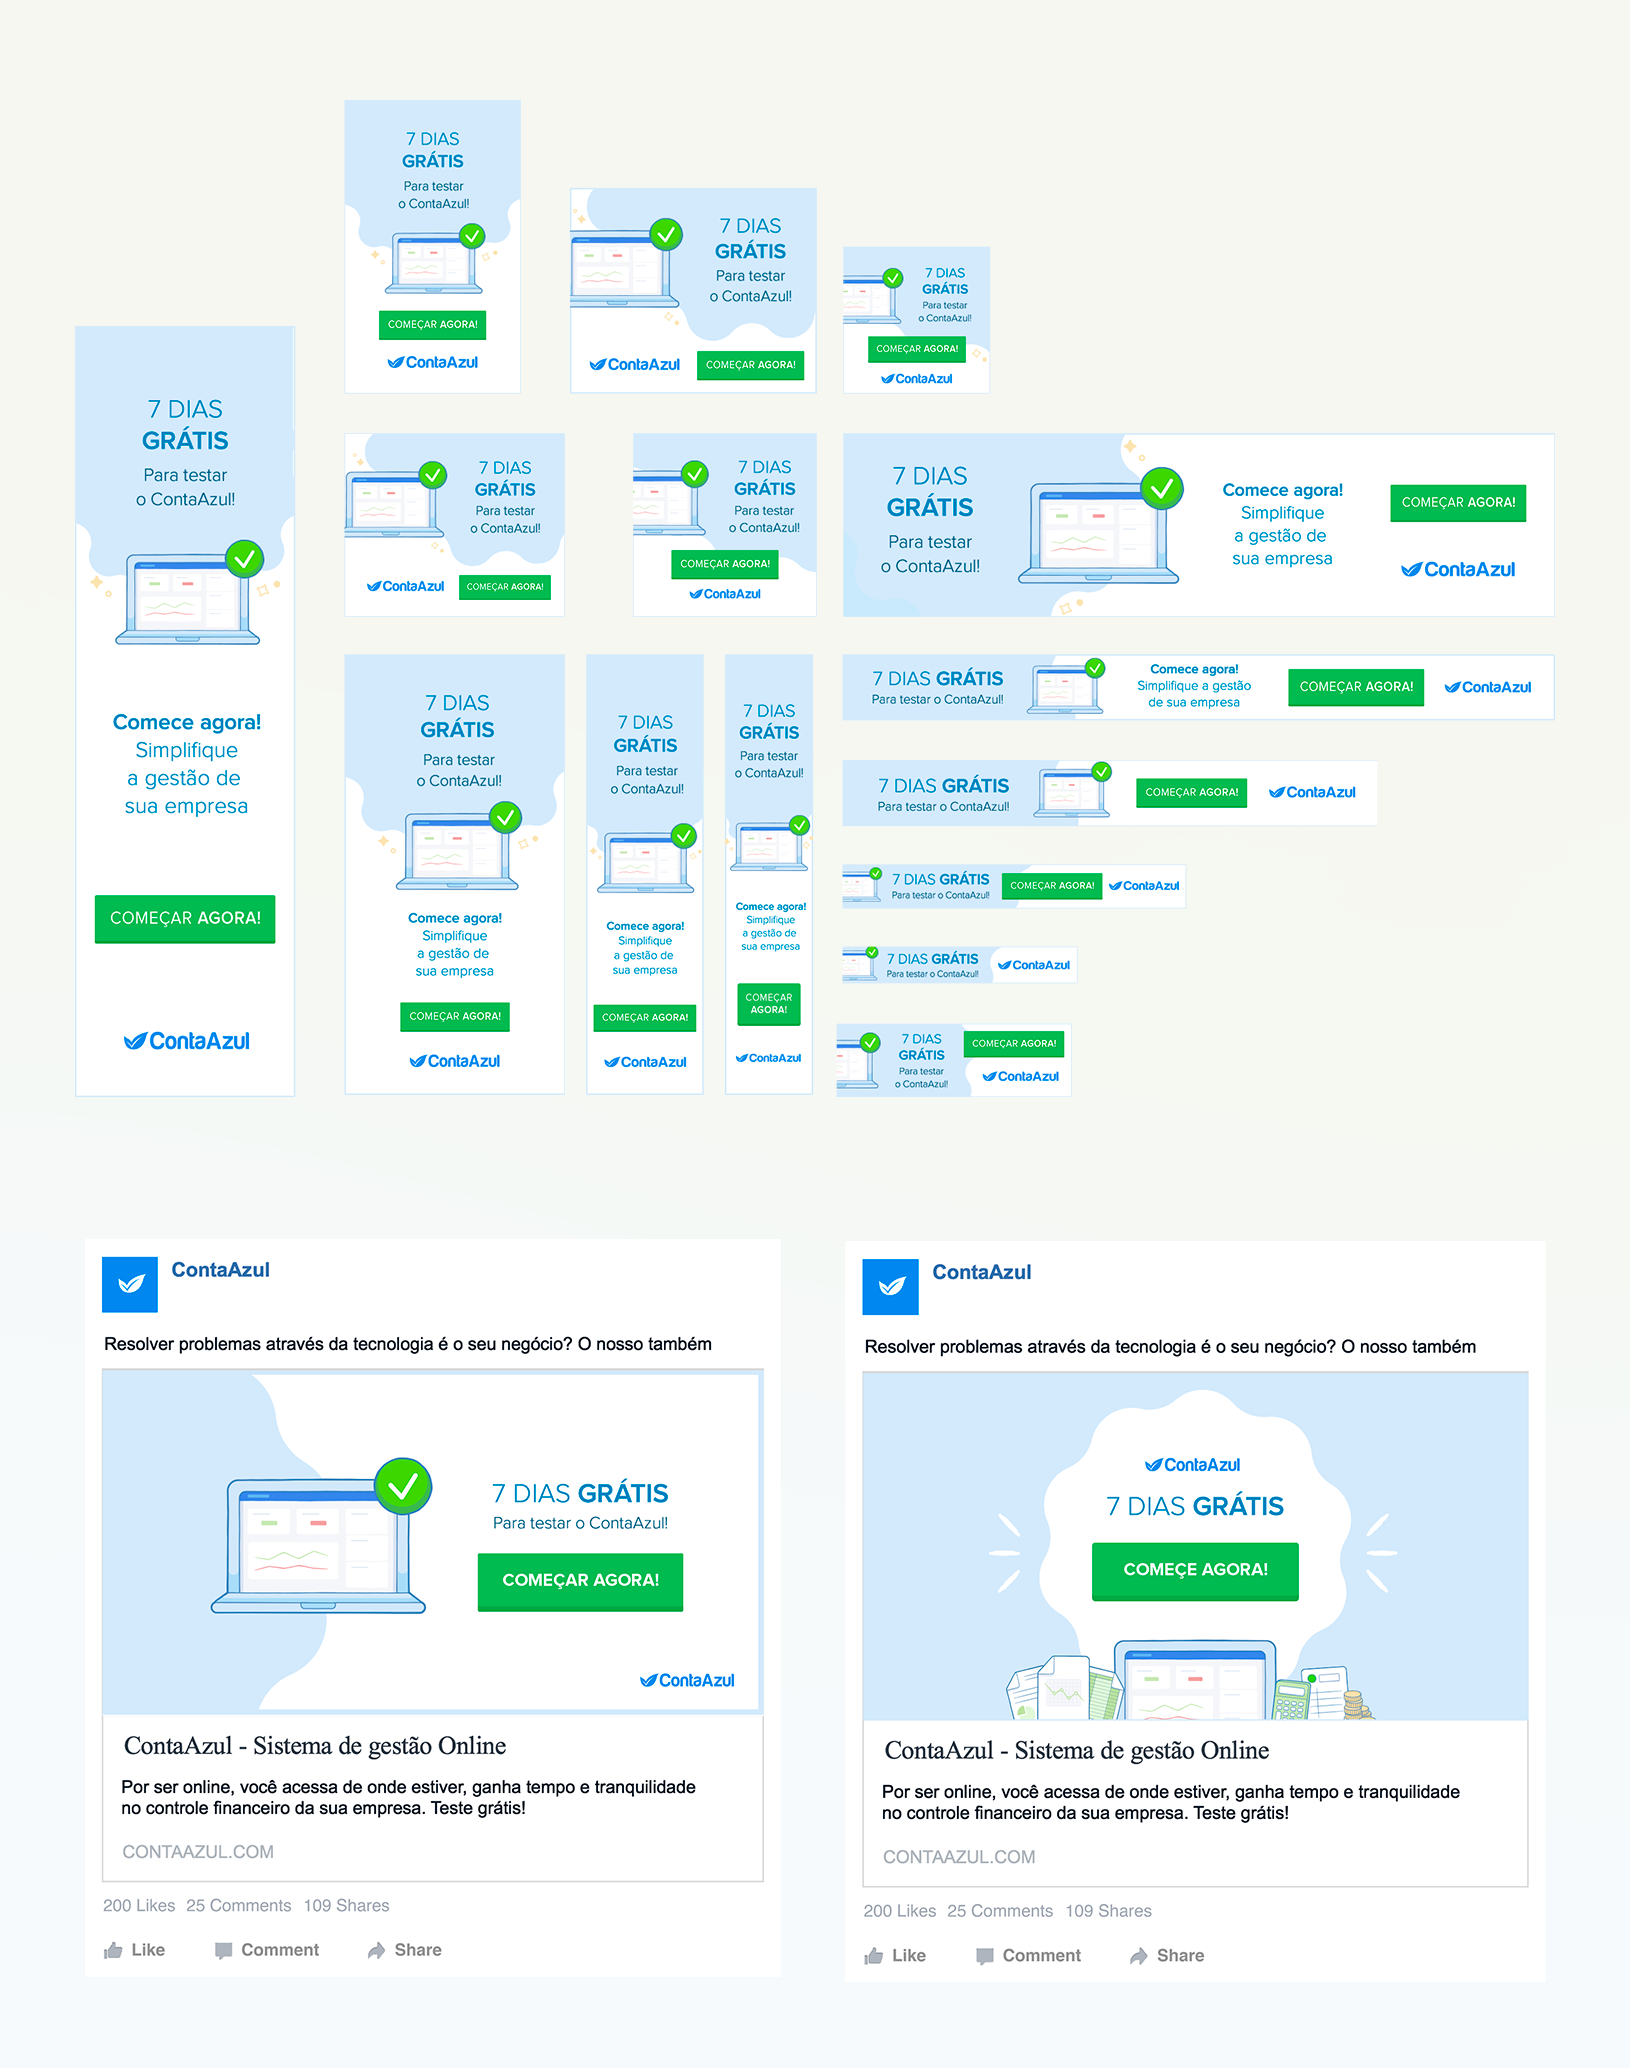 7 DIAS
GRÁTIS
Para testar
o ContaAzul!
COMEÇAR AGORA!
ContaAzul
7 DIAS
GRÁTIS
Para testar
o ContaAzul!
ContaAzul
COMEÇAR AGORA!
7 DIAS
GRÁTIS
Para testar
o ContaAzul!
COMEÇAR AGORA!
ContaAzul
7 DIAS
GRÁTIS
Para testar
o ContaAzul!
Comece agora!
Simplifique
a gestão de
sua empresa
COMEÇAR AGORA!
ContaAzul
7 DIAS
GRÁTIS
Para testar
o ContaAzul!
ContaAzul
COMEÇAR AGORA!
7 DIAS
GRÁTIS
Para testar
o ContaAzul!
COMEÇAR AGORA!
ContaAzul
7 DIAS
GRÁTIS
Para testar
o ContaAzul!
Comece agora!
Simplifique
a gestão de
sua empresa
COMEÇAR AGORA!
ContaAzul
7 DIAS
GRÁTIS
Para testar
o ContaAzul!
Comece agora!
Simplifique
a gestão de
sua empresa
COMEÇAR AGORA!
ContaAzul
7 DIAS
GRÁTIS
Para testar
o ContaAzul!
Comece agora!
Simplifique
a gestão de
sua empresa
COMEÇAR AGORA!
ContaAzul
7 DIAS
GRÁTIS
Para testar
o ContaAzul!
Comece agora!
Simplifique
a gestão de
sua empresa
COMEÇAR
AGORA!
ContaAzul
7 DIAS GRÁTIS
Para testar o ContaAzul!
Comece agora!
Simplifique a gestão
de sua empresa
COMEÇAR AGORA!
ContaAzul
7 DIAS GRÁTIS
Para testar o ContaAzul!
COMEÇAR AGORA!
ContaAzul
7 DIAS GRÁTIS
Para testar o ContaAzul!
COMEÇAR AGORA!
ContaAzul
7 DIAS GRÁTIS
Para testar o ContaAzul!
ContaAzul
7 DIAS
GRÁTIS
Para testar
o ContaAzul!
COMEÇAR AGORA!
ContaAzul
ContaAzul
Resolver problemas através da tecnologia é o seu negócio? O nosso também
7 DIAS GRÁTIS
Para testar o ContaAzul!
COMEÇAR AGORA!
ContaAzul
ContaAzul - Sistema de gestão Online
Por ser online, você acessa de onde estiver, ganha tempo e tranquilidade
no controle financeiro da sua empresa. Teste grátis!
CONTAAZUL.COM
200 Likes 25 Comments 109 Shares
Like Comment Share
ContaAzul
Resolver problemas através da tecnologia é o seu negócio? O nosso também
ContaAzul
7 DIAS GRÁTIS
COMEÇE AGORA!
ContaAzul - Sistema de gestão Online
Por ser online, você acessa de onde estiver, ganha tempo e tranquilidade
no controle financeiro da sua empresa. Teste grátis!
CONTAAZUL.COM
200 Likes 25 Comments 109 Shares
Like Comment Share